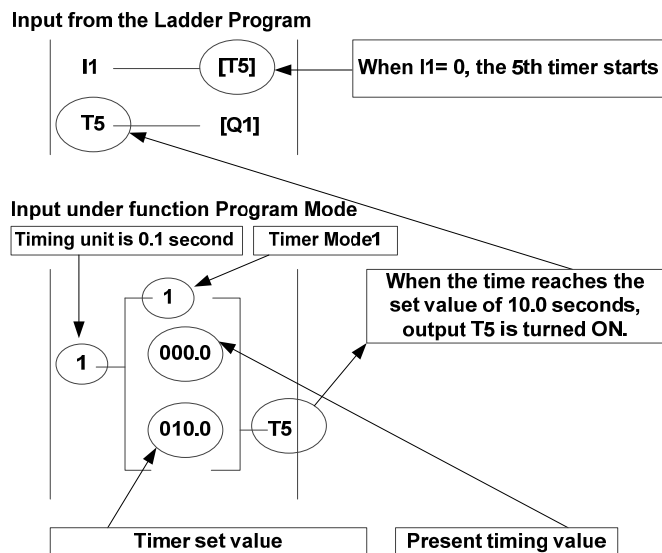 Input from the Ladder Program
I1 [T5]
When I1= 0, the 5th timer starts
T5 [Q1]
Input under function Program Mode
Timing unit is 0.1 second
Timer Mode1
1
When the time reaches the
set value of 10.0 seconds,
output T5 is turned ON.
1
000.0
010.0
T5
Timer set value
Present timing value